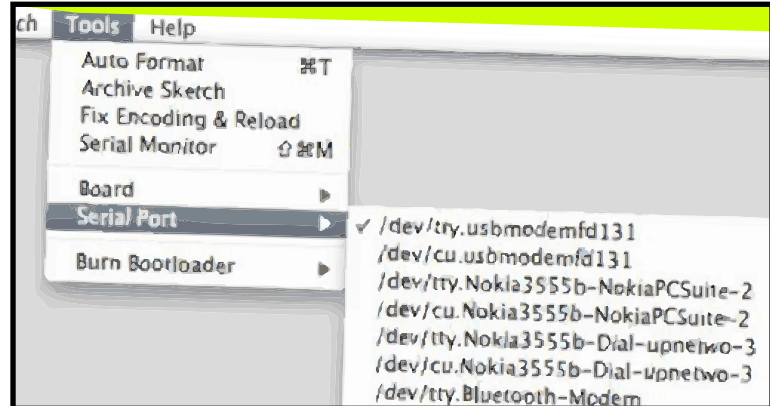 ch Tools Help
Auto Format ⌘T
Archive Sketch
Fix Encoding & Reload
Serial Monitor ⇧⌘M
Board ▶
Serial Port ▶
Burn Bootloader ▶
✓ /dev/tty.usbmodemfd131
/dev/cu.usbmodemfd131
/dev/tty.Nokia3555b-NokiaPCSuite-2
/dev/cu.Nokia3555b-NokiaPCSuite-2
/dev/tty.Nokia3555b-Dial-upnetwo-3
/dev/cu.Nokia3555b-Dial-upnetwo-3
/dev/tty.Bluetooth-Modem